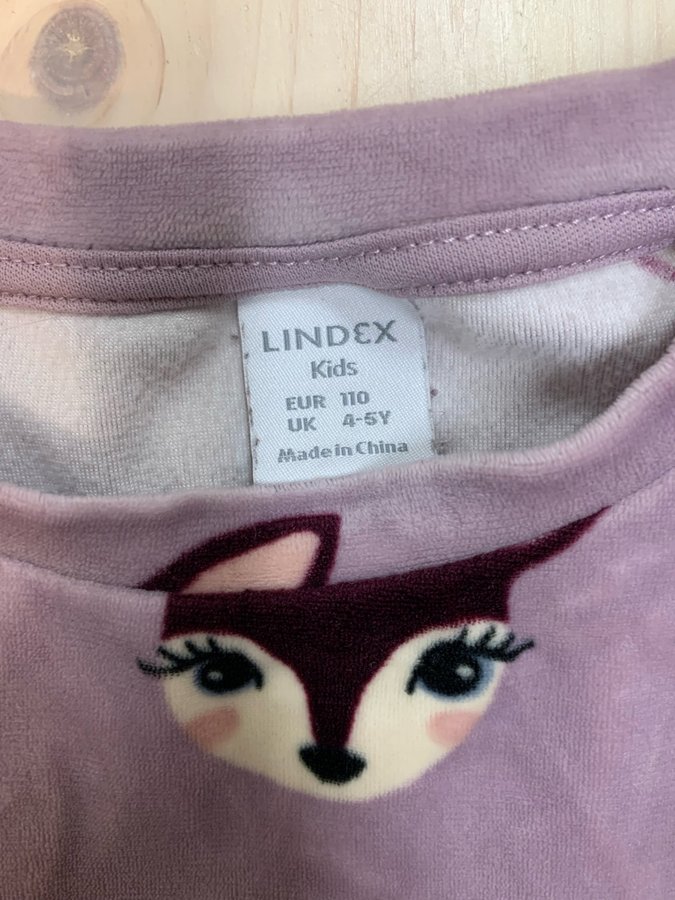 LINDEX
Kids
EUR 110
UK 4-5Y
Made in China